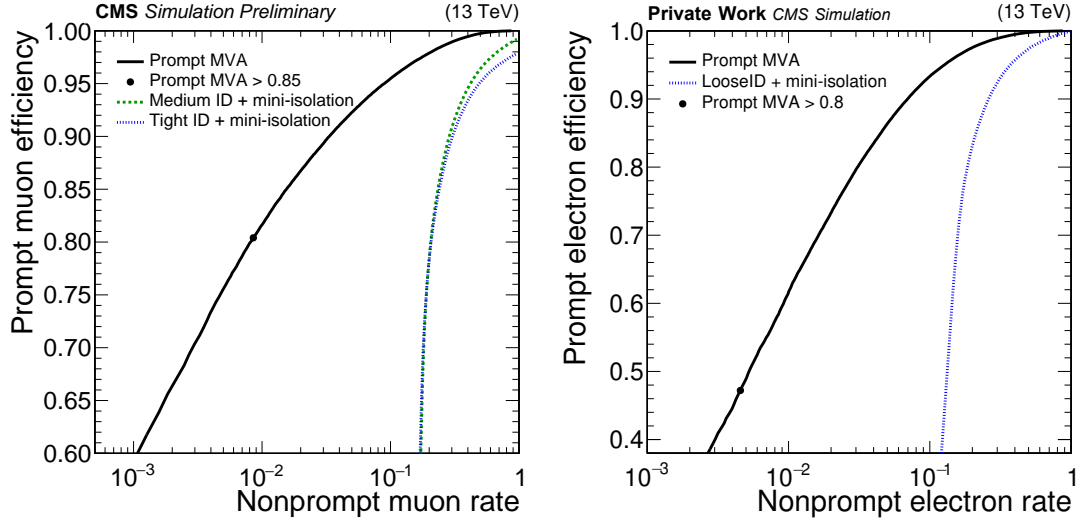 CMS Simulation Preliminary (13 TeV)
Prompt muon efficiency
1.00
0.95
0.90
0.85
0.80
0.75
0.70
0.65
0.60
Prompt MVA
Prompt MVA > 0.85
Medium ID + mini-isolation
Tight ID + mini-isolation
10−3 10−2 10−1 1
Nonprompt muon rate
Private Work CMS Simulation (13 TeV)
Prompt electron efficiency
1.0
0.9
0.8
0.7
0.6
0.5
0.4
Prompt MVA
LooseID + mini-isolation
Prompt MVA > 0.8
10−3 10−2 10−1 1
Nonprompt electron rate